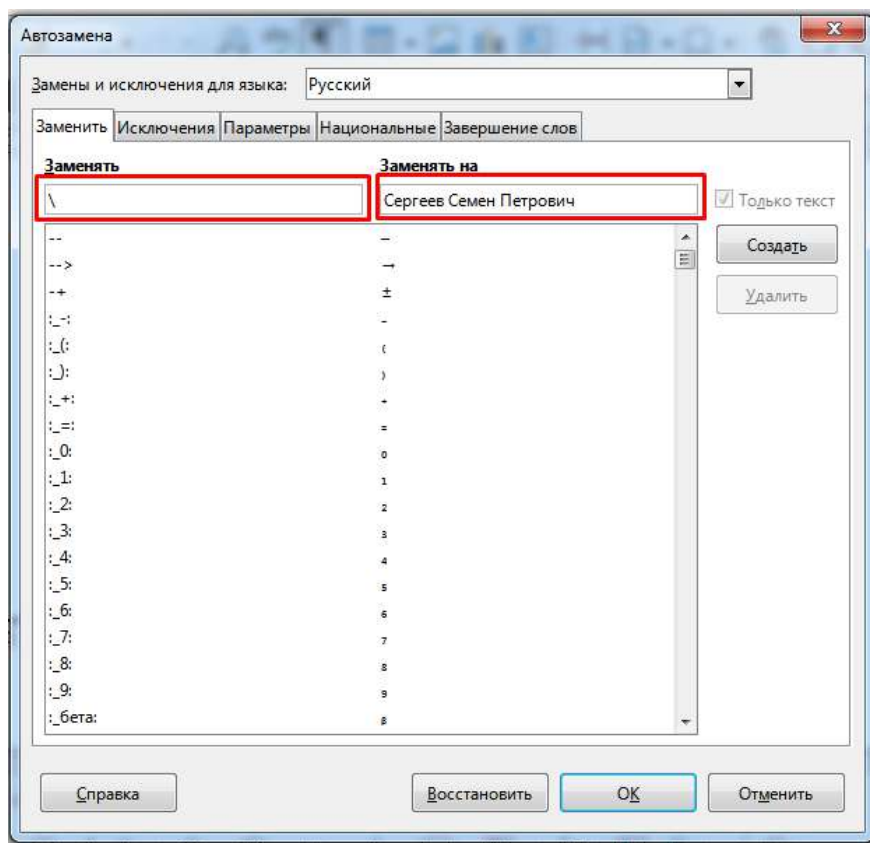 Автозамена
Замены и исключения для языка: Русский
Заменить Исключения Параметры Национальные Завершение слов
Заменять Заменять на
\ Сергеев Семен Петрович Только текст
-- – Создать
--> →
-+ ± Удалить
:_-: ₋
:_(: ₍
:_): ₎
:_+: ₊
:_=: ₌
:_0: ₀
:_1: ₁
:_2: ₂
:_3: ₃
:_4: ₄
:_5: ₅
:_6: ₆
:_7: ₇
:_8: ₈
:_9: ₉
:_бета: ᵦ
Справка Восстановить OK Отменить